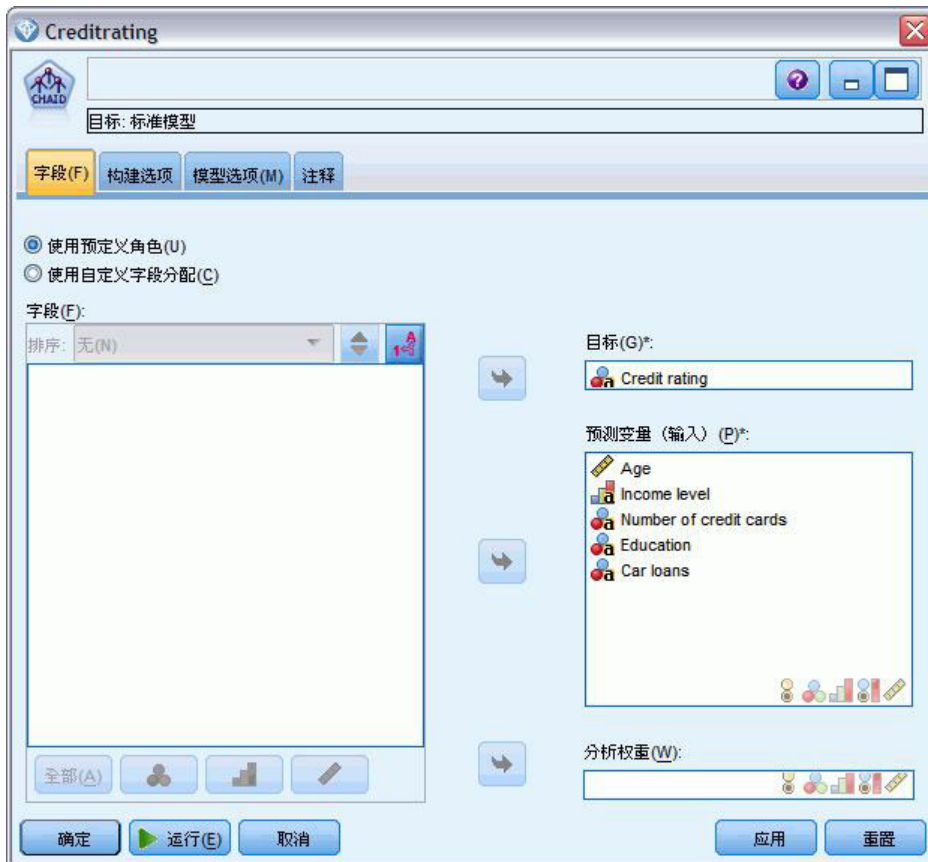 Creditrating
CHAID
目标: 标准模型
字段(F) 构建选项 模型选项(M) 注释
使用预定义角色(U)
使用自定义字段分配(C)
字段(F):
排序: 无(N)
目标(G)*:
Credit rating
预测变量（输入） (P)*:
Age
Income level
Number of credit cards
Education
Car loans
分析权重(W):
全部(A)
确定 运行(E) 取消 应用 重置